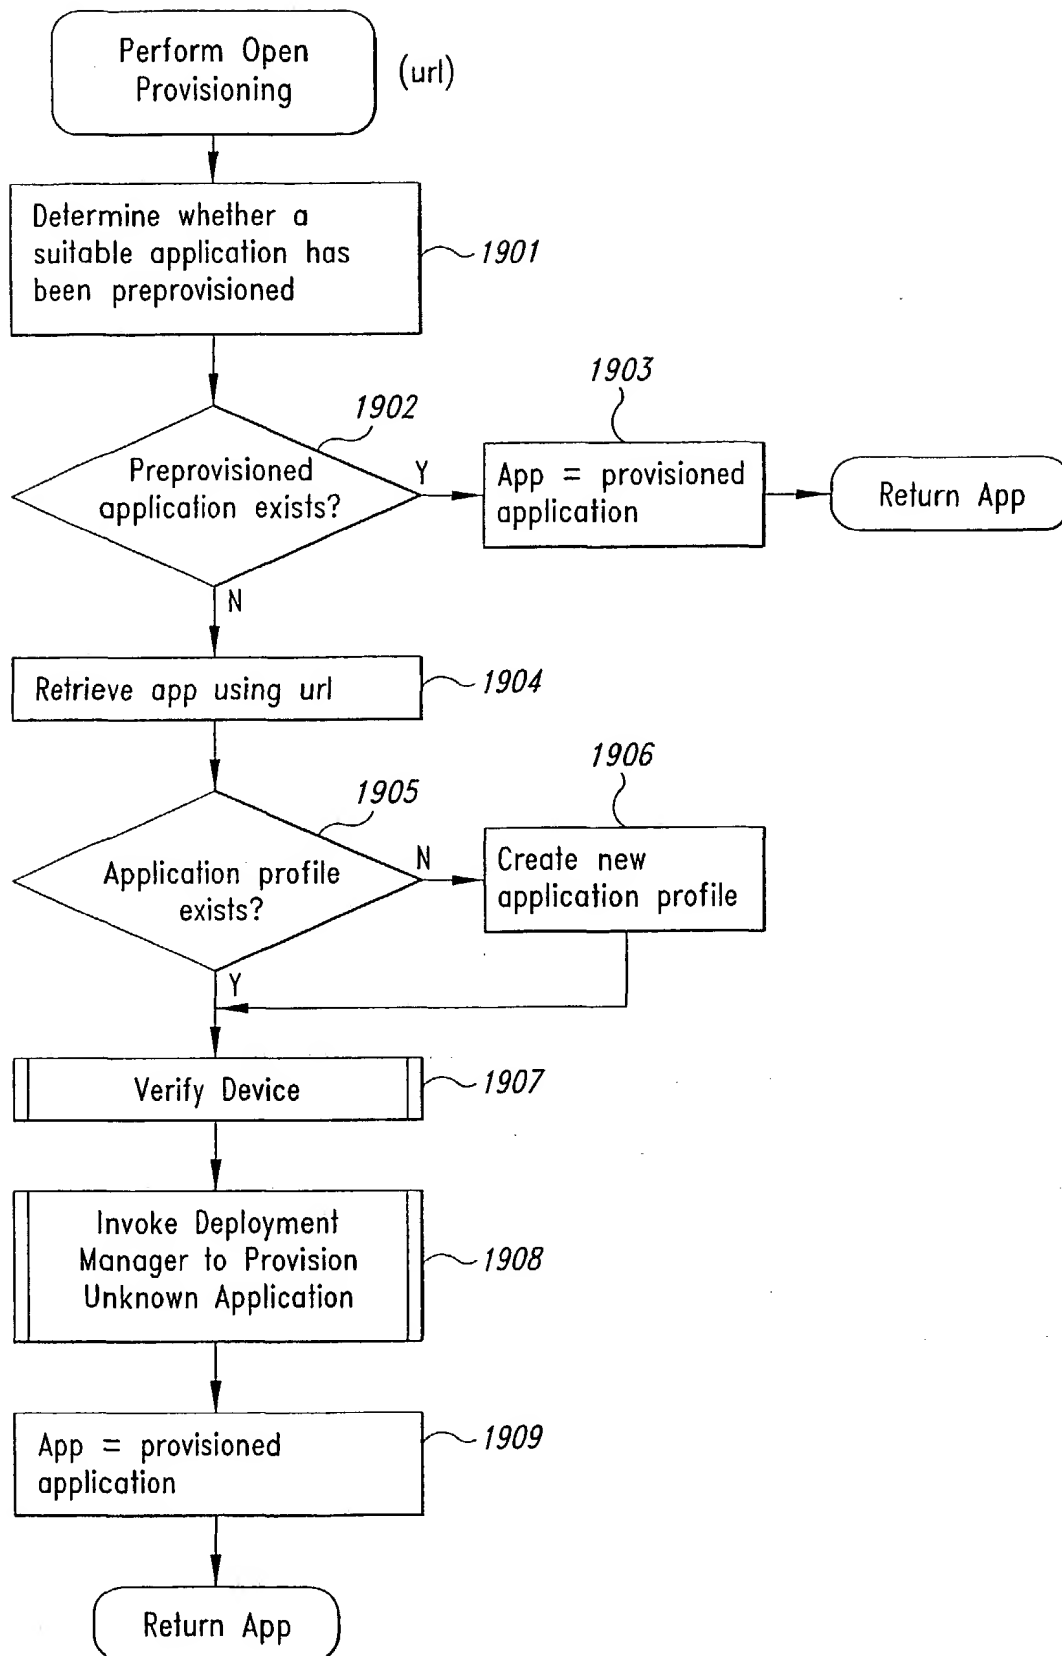 Perform Open
Provisioning
(url)
Determine whether a
suitable application has
been preprovisioned
1901
1902
Preprovisioned
application exists?
Y
N
1903
App = provisioned
application
Return App
Retrieve app using url
1904
1905
Application profile
exists?
N
Y
1906
Create new
application profile
Verify Device
1907
Invoke Deployment
Manager to Provision
Unknown Application
1908
App = provisioned
application
1909
Return App